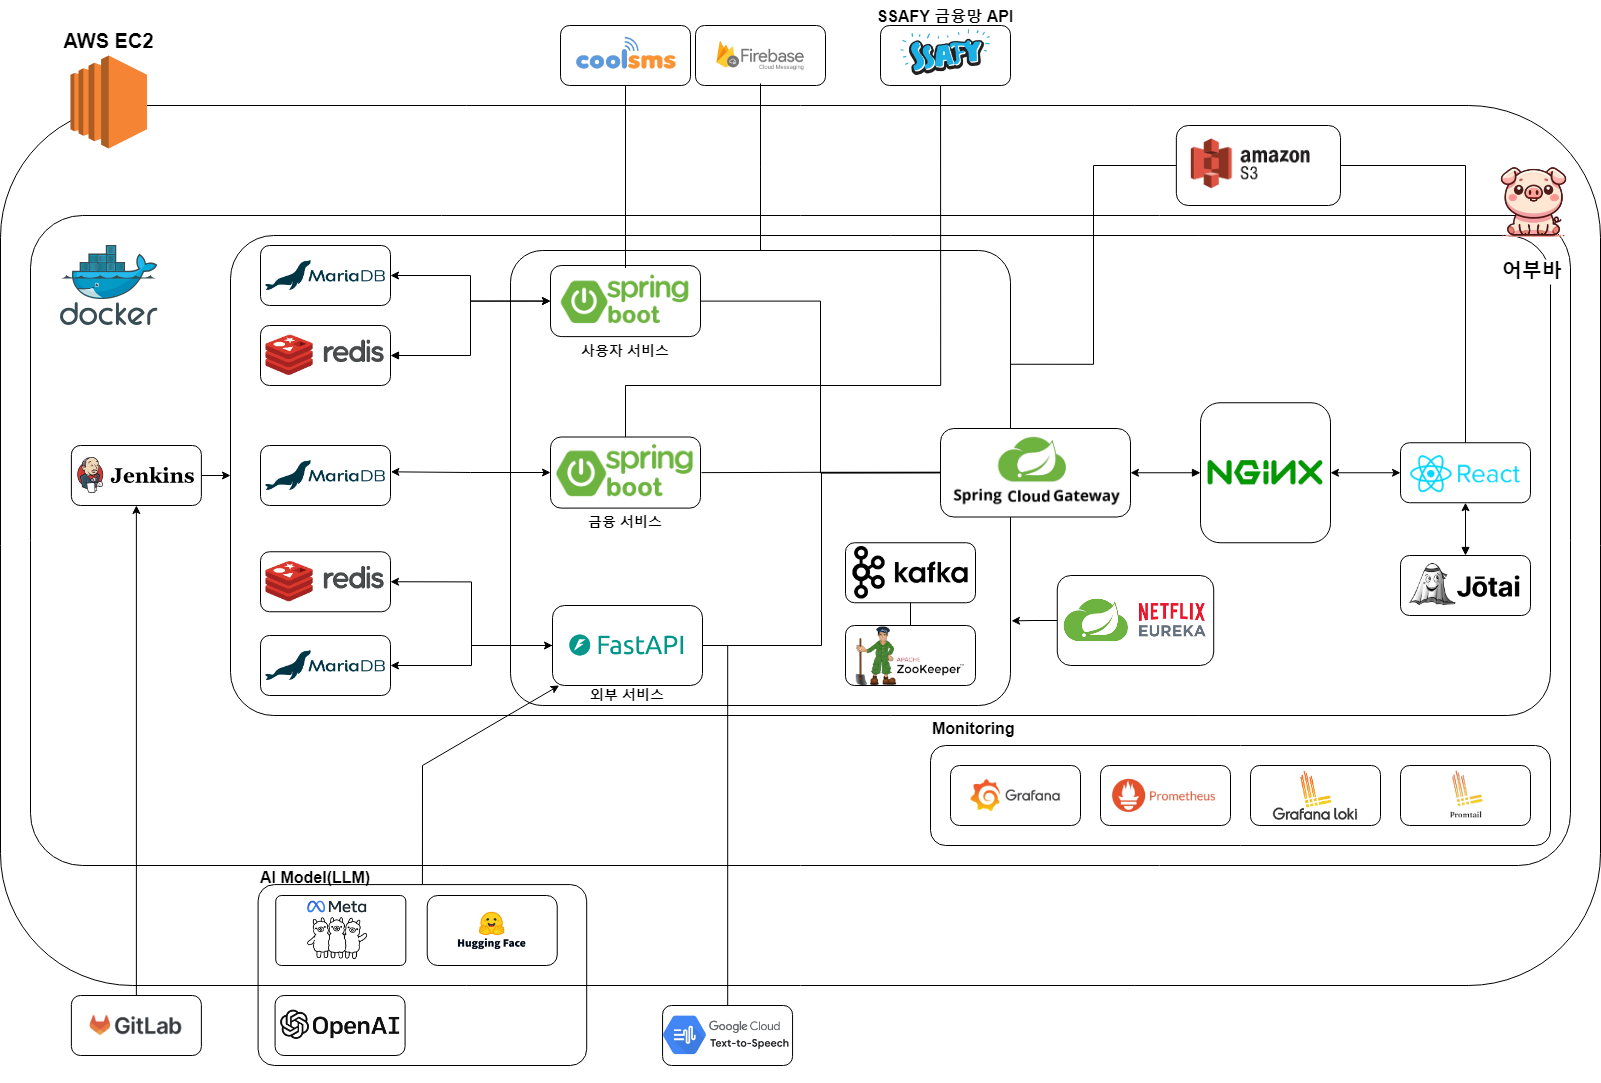 SSAFY 금융망 API
AWS EC2
coolsms
Firebase
Cloud Messaging
SSAFY
amazon
S3
어부바
docker
MariaDB
spring
boot
사용자 서비스
redis
Jenkins
MariaDB
spring
boot
금융 서비스
Spring Cloud Gateway
NGINX
React
redis
kafka
Jōtai
NETFLIX
EUREKA
MariaDB
FastAPI
외부 서비스
APACHE
ZooKeeper™
Monitoring
Grafana
Prometheus
Grafana loki
Promtail
AI Model(LLM)
Meta
Hugging Face
GitLab
OpenAI
Google Cloud
Text-to-Speech